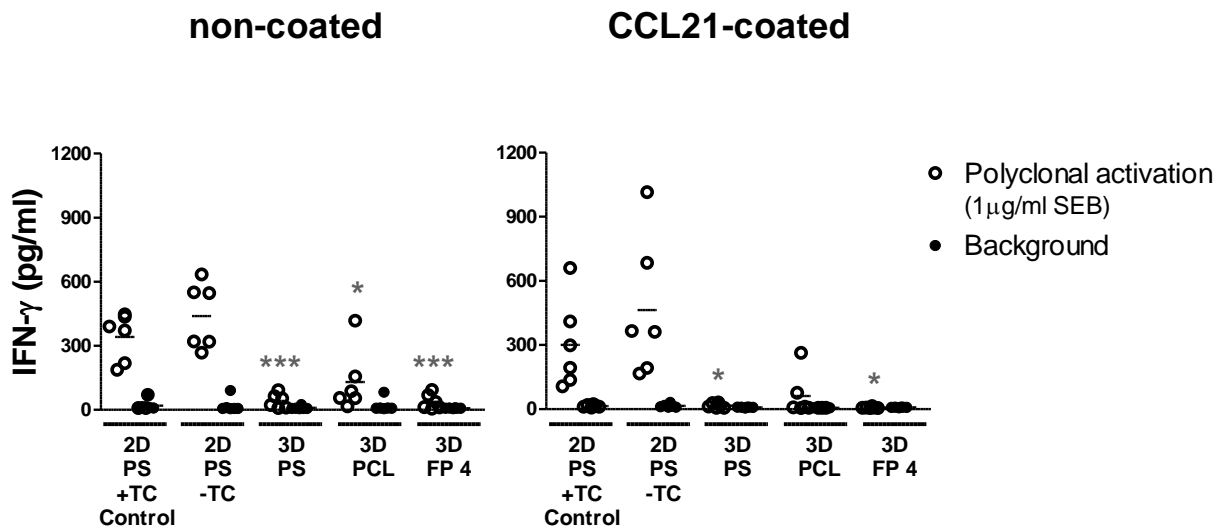 non-coated
CCL21-coated
IFN-γ (pg/ml)
1200
900
600
300
0
*
***
***
2D
PS
+TC
Control
2D
PS
-TC
3D
PS
3D
PCL
3D
FP 4
1200
900
600
300
0
*
*
2D
PS
+TC
Control
2D
PS
-TC
3D
PS
3D
PCL
3D
FP 4
Polyclonal activation
(1μg/ml SEB)
Background